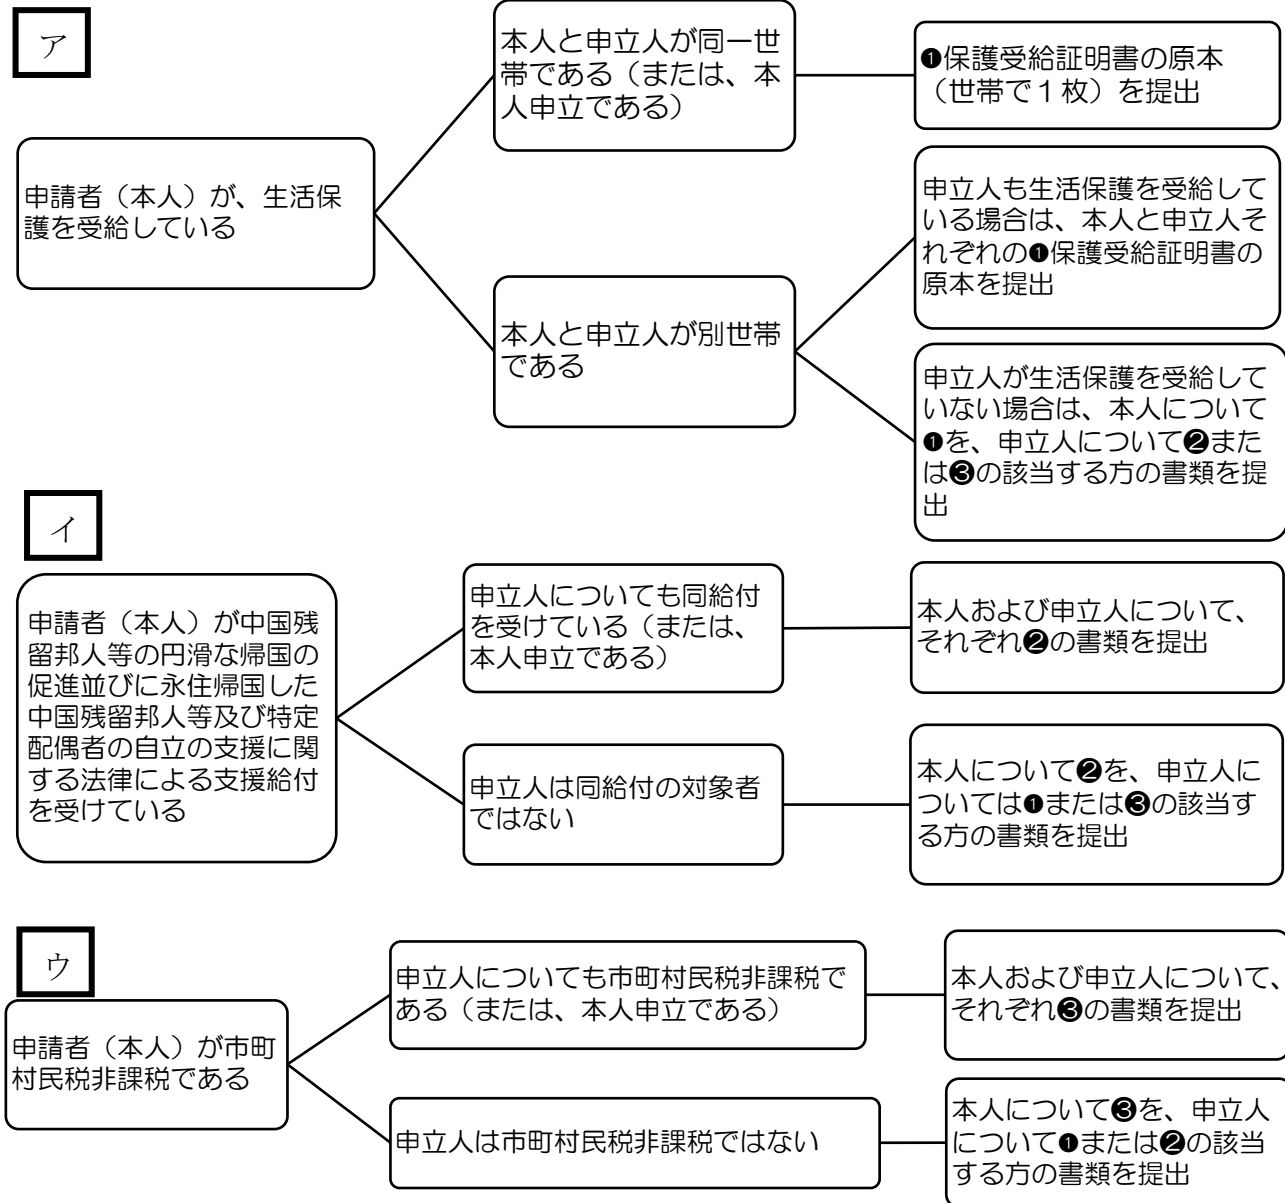 ア
申請者（本人）が、生活保
護を受給している
本人と申立人が同一世
帯である（または、本
人申立である）
❶保護受給証明書の原本
（世帯で１枚）を提出
本人と申立人が別世帯
である
申立人も生活保護を受給して
いる場合は、本人と申立人そ
れぞれの❶保護受給証明書の
原本を提出
申立人が生活保護を受給して
いない場合は、本人について
❶を、申立人について❷また
は❸の該当する方の書類を提
出
イ
申請者（本人）が中国残
留邦人等の円滑な帰国の
促進並びに永住帰国した
中国残留邦人等及び特定
配偶者の自立の支援に関
する法律による支援給付
を受けている
申立人についても同給付
を受けている（または、
本人申立である）
本人および申立人について、
それぞれ❷の書類を提出
申立人は同給付の対象者
ではない
本人について❷を、申立人に
ついては❶または❸の該当す
る方の書類を提出
ウ
申請者（本人）が市町
村民税非課税である
申立人についても市町村民税非課税で
ある（または、本人申立である）
本人および申立人について、
それぞれ❸の書類を提出
申立人は市町村民税非課税ではない
本人について❸を、申立人
について❶または❷の該当
する方の書類を提出